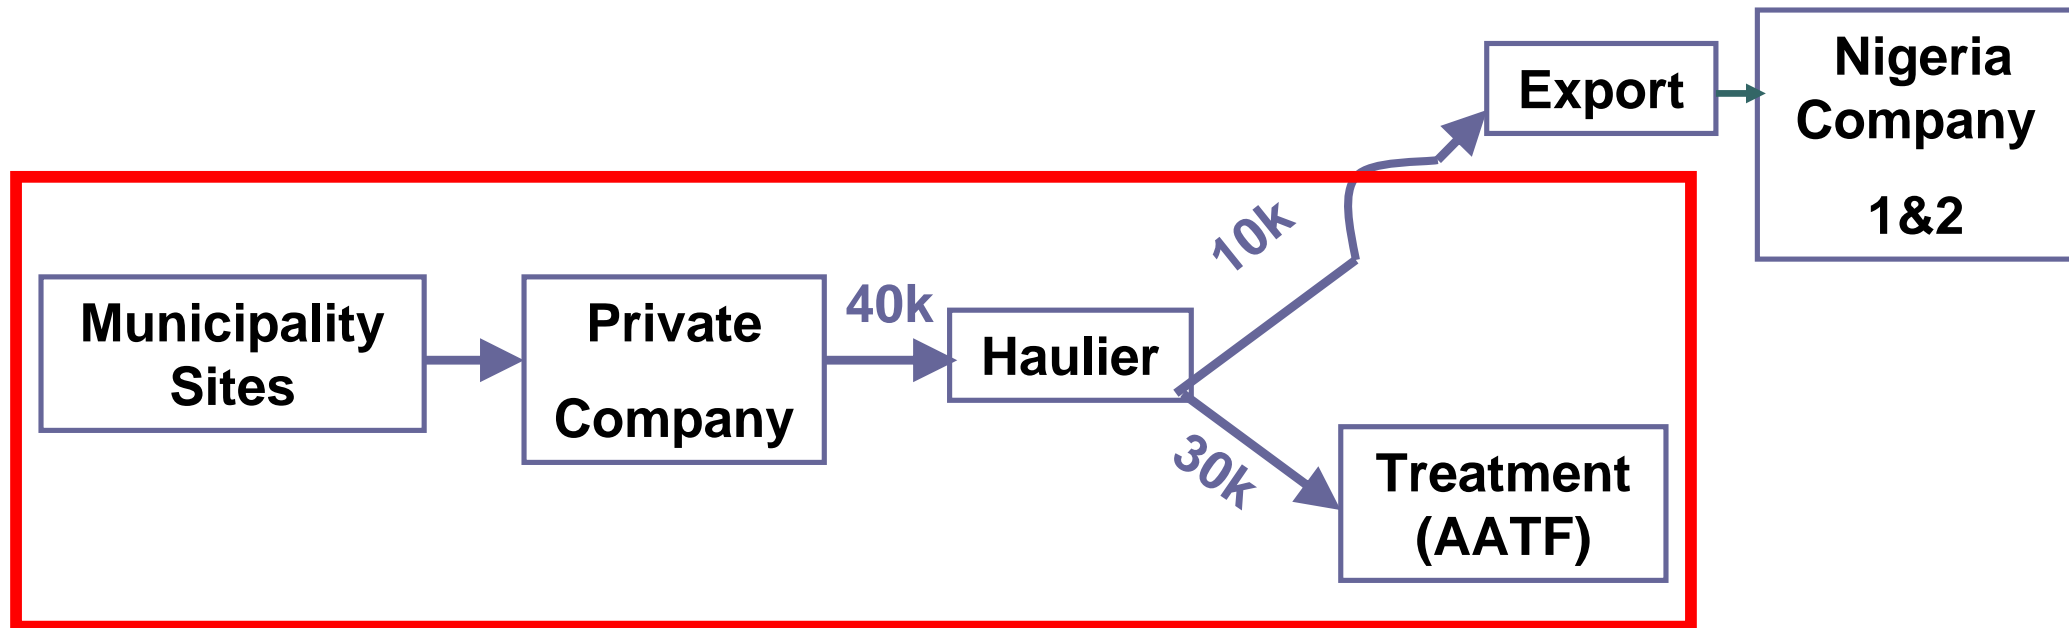 Municipality
Sites
Private
Company
40k
Haulier
10k
30k
Export
Nigeria
Company
1&2
Treatment
(AATF)